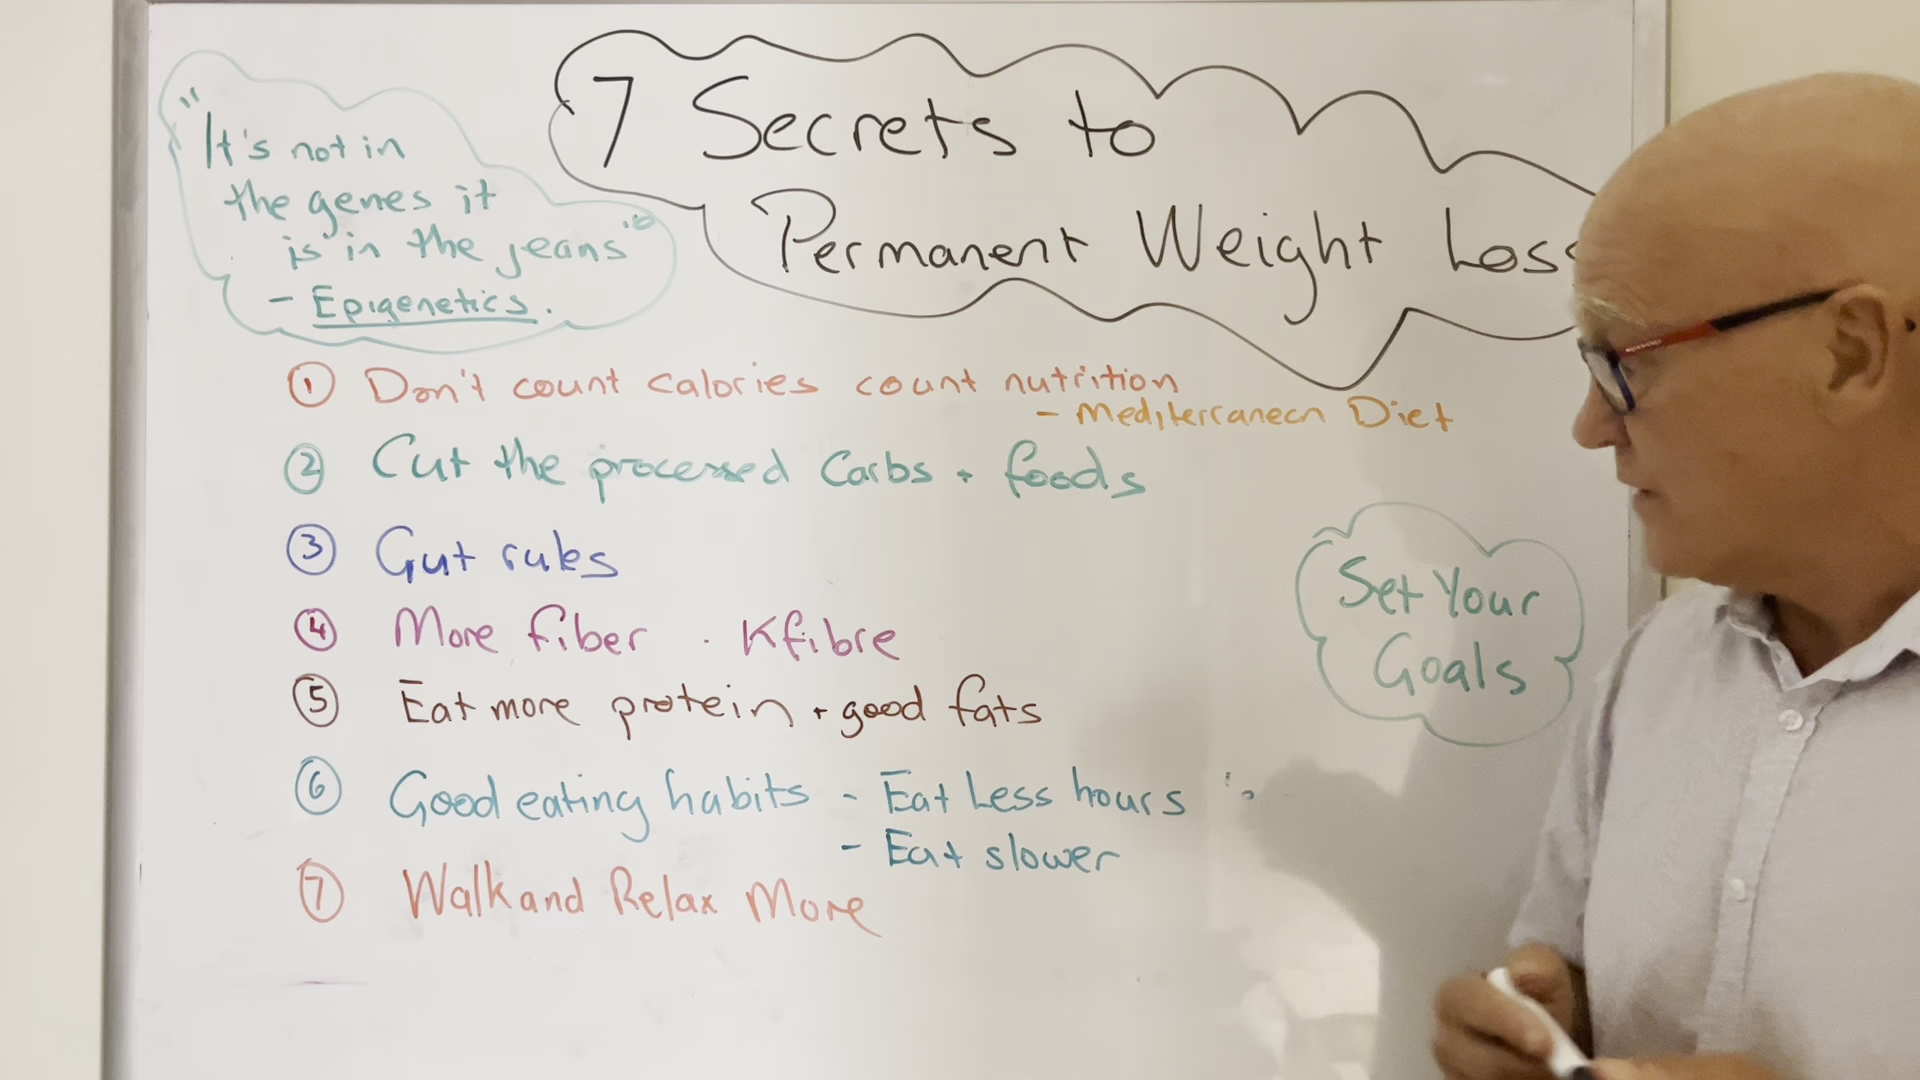 "It's not in
the genes it
is in the jeans"
- Epigenetics.
7 Secrets to
Permanent Weight Loss
① Don't count calories count nutrition
- Mediterranean Diet
② Cut the processed Carbs + foods
③ Gut rules
④ More fiber . Kfibre
⑤ Eat more protein + good fats
⑥ Good eating habits - Eat Less hours
- Eat slower
⑦ Walk and Relax More
Set Your
Goals